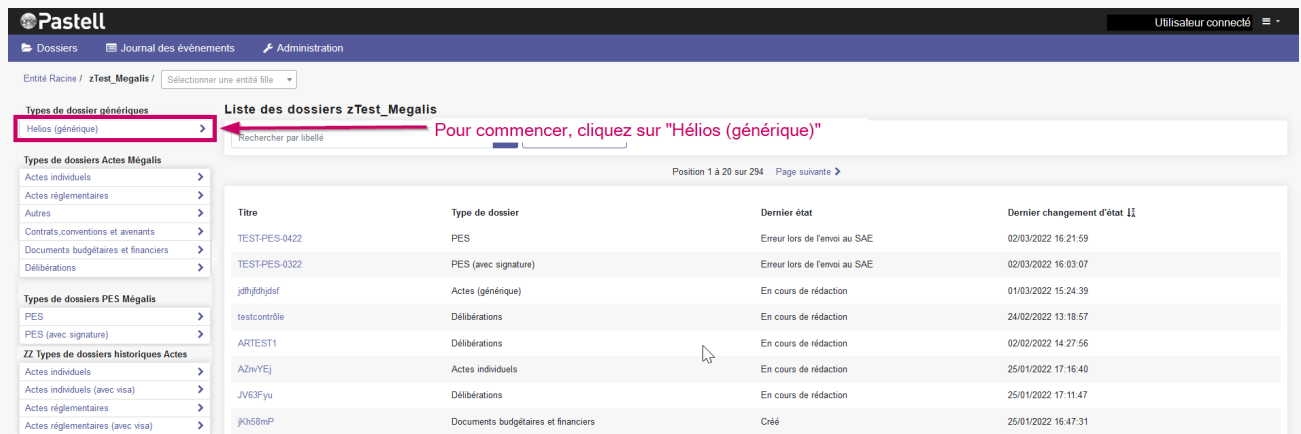 Pastell
Utilisateur connecté
Dossiers Journal des évènements Administration
Entité Racine / zTest_Megalis / Sélectionner une entité fille
Types de dossier génériques
Helios (générique)
Types de dossiers Actes Mégalis
Actes individuels
Actes réglementaires
Autres
Contrats,conventions et avenants
Documents budgétaires et financiers
Délibérations
Types de dossiers PES Mégalis
PES
PES (avec signature)
ZZ Types de dossiers historiques Actes
Actes individuels
Actes individuels (avec visa)
Actes réglementaires
Actes réglementaires (avec visa)
Liste des dossiers zTest_Megalis
Pour commencer, cliquez sur "Hélios (générique)"
Rechercher par libellé
Position 1 à 20 sur 294 Page suivante
Titre Type de dossier Dernier état Dernier changement d'état
TEST-PES-0422 PES Erreur lors de l'envoi au SAE 02/03/2022 16:21:59
TEST-PES-0322 PES (avec signature) Erreur lors de l'envoi au SAE 02/03/2022 16:03:07
jdfhjfdhjdsf Actes (générique) En cours de rédaction 01/03/2022 15:24:39
testcontrôle Délibérations En cours de rédaction 24/02/2022 13:18:57
ARTEST1 Délibérations En cours de rédaction 02/02/2022 14:27:56
AZnvYEj Actes individuels En cours de rédaction 25/01/2022 17:16:40
JV63Fyu Délibérations En cours de rédaction 25/01/2022 17:11:47
jKh58mP Documents budgétaires et financiers Créé 25/01/2022 16:47:31